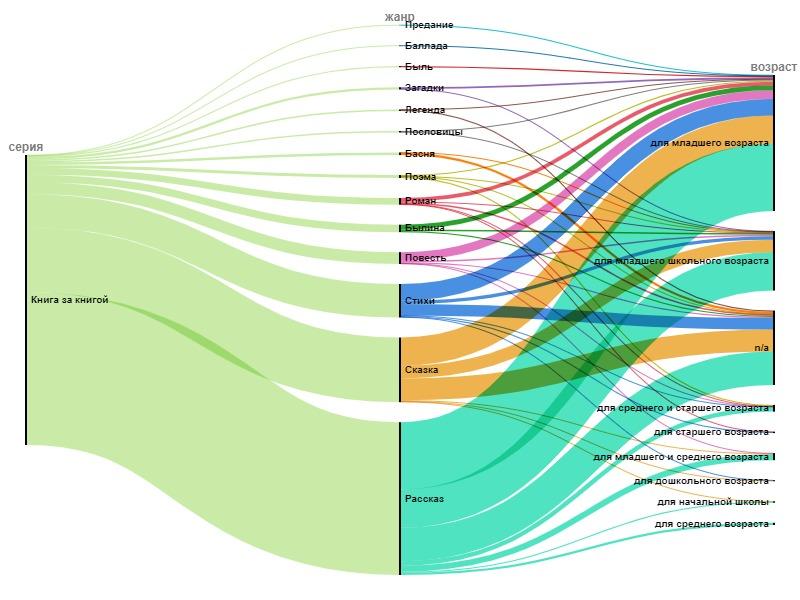 серия
Книга за книгой
жанр
Предание
Баллада
Быль
Загадки
Легенда
Пословицы
Басня
Поэма
Роман
Былина
Повесть
Стихи
Сказка
Рассказ
возраст
для младшего возраста
для младшего школьного возраста
n/a
для среднего и старшего возраста
для старшего возраста
для младшего и среднего возраста
для дошкольного возраста
для начальной школы
для среднего возраста